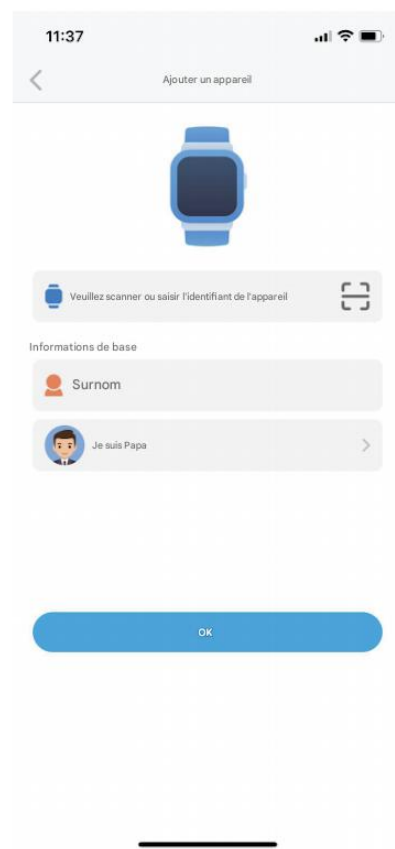 11:37
Ajouter un appareil
Veuillez scanner ou saisir l'identifiant de l'appareil
Informations de base
Surnom
Je suis Papa
OK